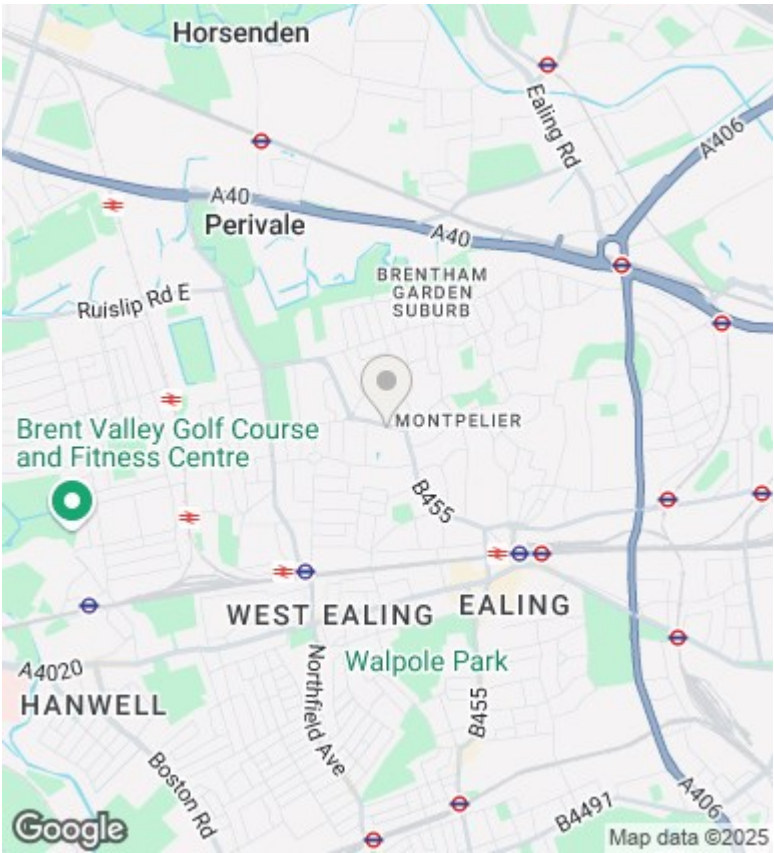 Horsenden
Ealing Rd
A406
A40
Perivale
A40
BRENTHAM
GARDEN
SUBURB
Ruislip Rd E
MONTPELIER
Brent Valley Golf Course
and Fitness Centre
B455
WEST EALING
EALING
Walpole Park
A4020
HANWELL
Northfield Ave
B455
Boston Rd
A406
B4491
Google
Map data ©2025